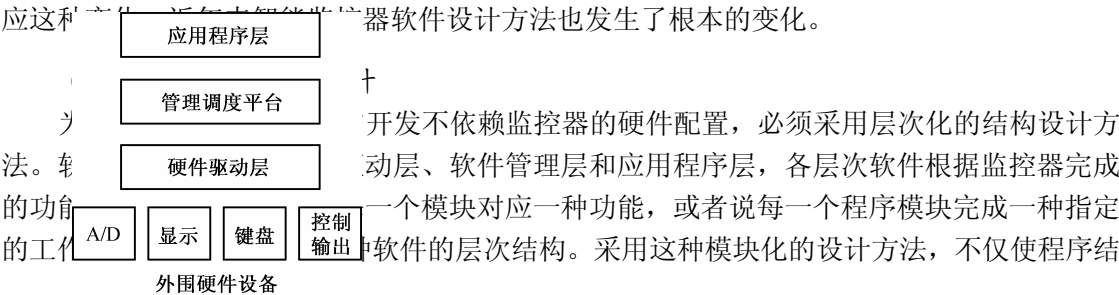 应这种
器软件设计方法也发生了根本的变化。
开发不依赖监控器的硬件配置，必须采用层次化的结构设计方
法。
动层、软件管理层和应用程序层，各层次软件根据监控器完成
的功能
一个模块对应一种功能，或者说每一个程序模块完成一种指定
的工作
软件的层次结构。采用这种模块化的设计方法，不仅使程序结
应用程序层
管理调度平台
硬件驱动层
A/D
显示
键盘
控制
输出
外围硬件设备